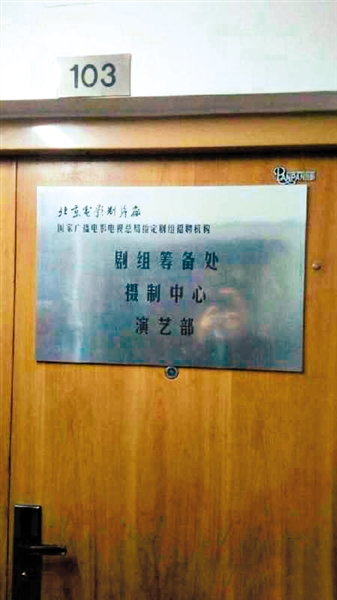 103
PANPAN
北京电影制片厂
国家广播电影电视总局指定剧组招聘机构
剧组筹备处
摄制中心
演艺部